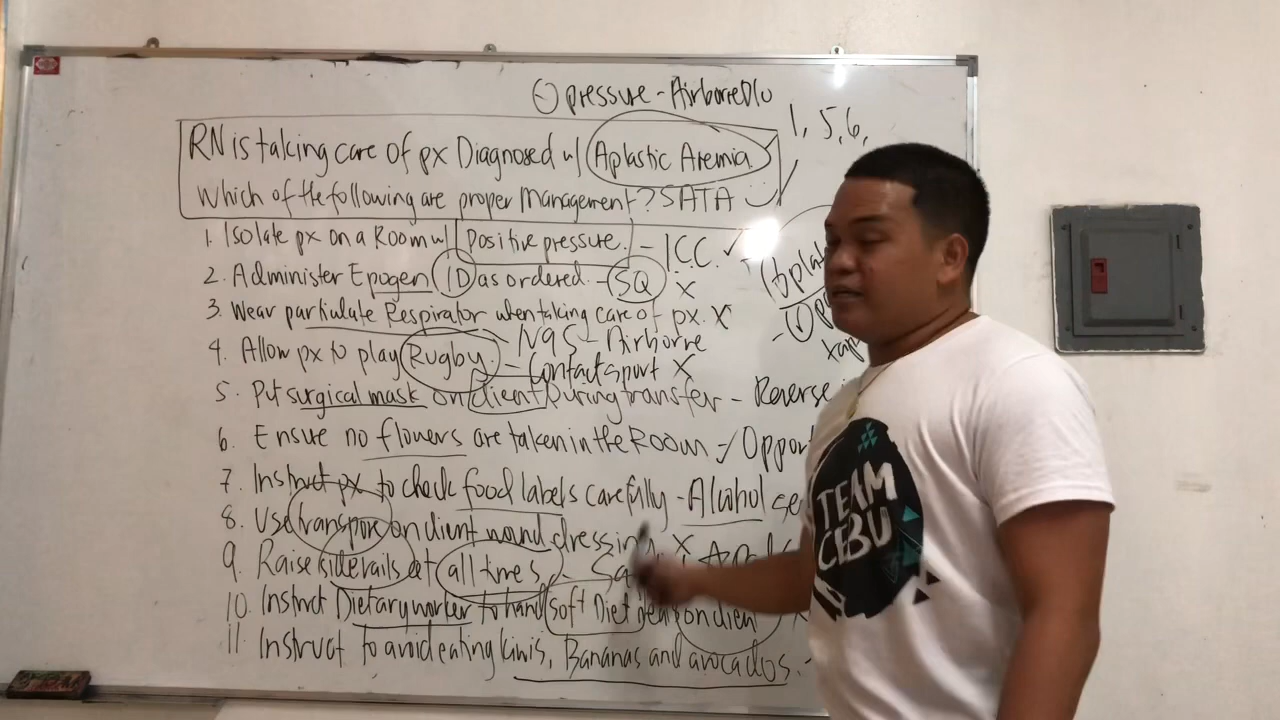 (-) pressure - Airborne
1, 5, 6,
RN is taking care of px Diagnosed w/ Aplastic Anemia
Which of the following are proper Management? SATA
1. Isolate px on a Room w/ positive pressure. - ICC. ✓
2. Administer Epogen ID as ordered. - SQ X
3. Wear partiulate Respirator when taking care of px. X
N95 - Airborne
4. Allow px to play Rugby. - Contact sport X
5. Put surgical mask on client During transfer - Reverse
6. Ensure no flowers are taken in the Room ✓ Oppor
7. Instruct px to check food labels carefully - Alcohol
8. Use transpore on client wound dressing X
9. Raise siderails at all times
10. Instruct Dietary worker to hand soft Diet on client
11. Instruct to avoid eating kiwis, Bananas and avocados.
TEAM
CEBU